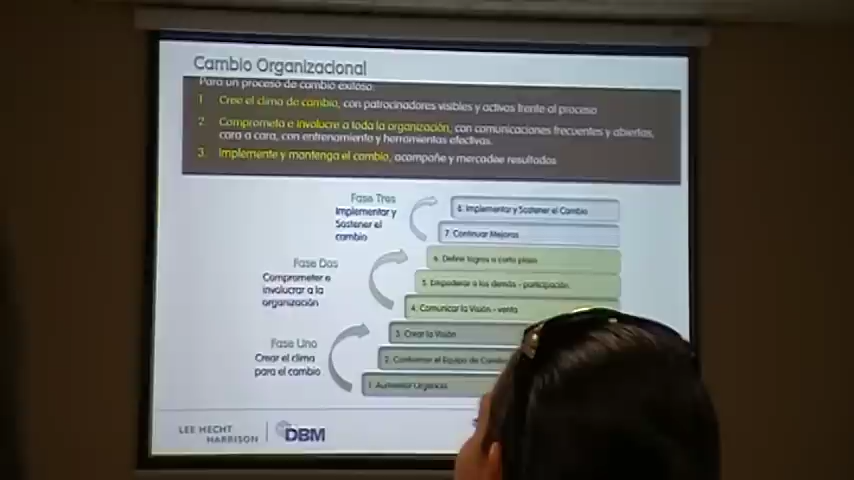 Cambio Organizacional
Para un proceso de cambio exitoso:
1. Cree el clima de cambio, con patrocinadores visibles y activos frente al proceso
2. Comprometa e involucre a toda la organización, con comunicaciones frecuentes y abiertas,
cara a cara, con entrenamiento y herramientas efectivas.
3. Implemente y mantenga el cambio, acompañe y mercadee resultados
Fase Tres
Implementar y
Sostener el
cambio
8. Implementar y Sostener el Cambio
7. Continuar Mejoras
Fase Dos
Comprometer e
involucrar a la
organización
6. Definir logros a corto plazo
5. Empoderar a los demás - participación
4. Comunicar la Visión - venta
Fase Uno
Crear el clima
para el cambio
3. Crear la Visión
2. Conformar el Equipo de Cambio
1. Aumentar Urgencia
LEE HECHT
HARRISON
DBM